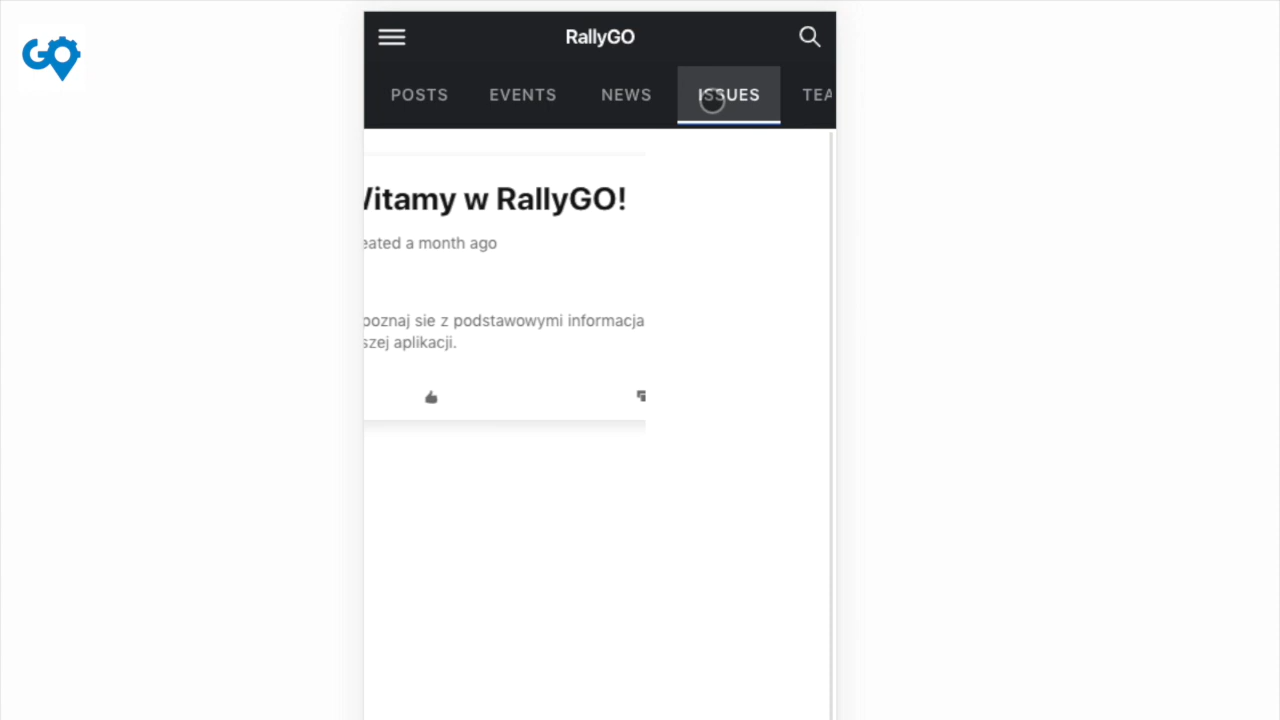 GO
RallyGO
POSTS EVENTS NEWS ISSUES TEA
Witamy w RallyGO!
eated a month ago
poznaj sie z podstawowymi informacja
szej aplikacji.